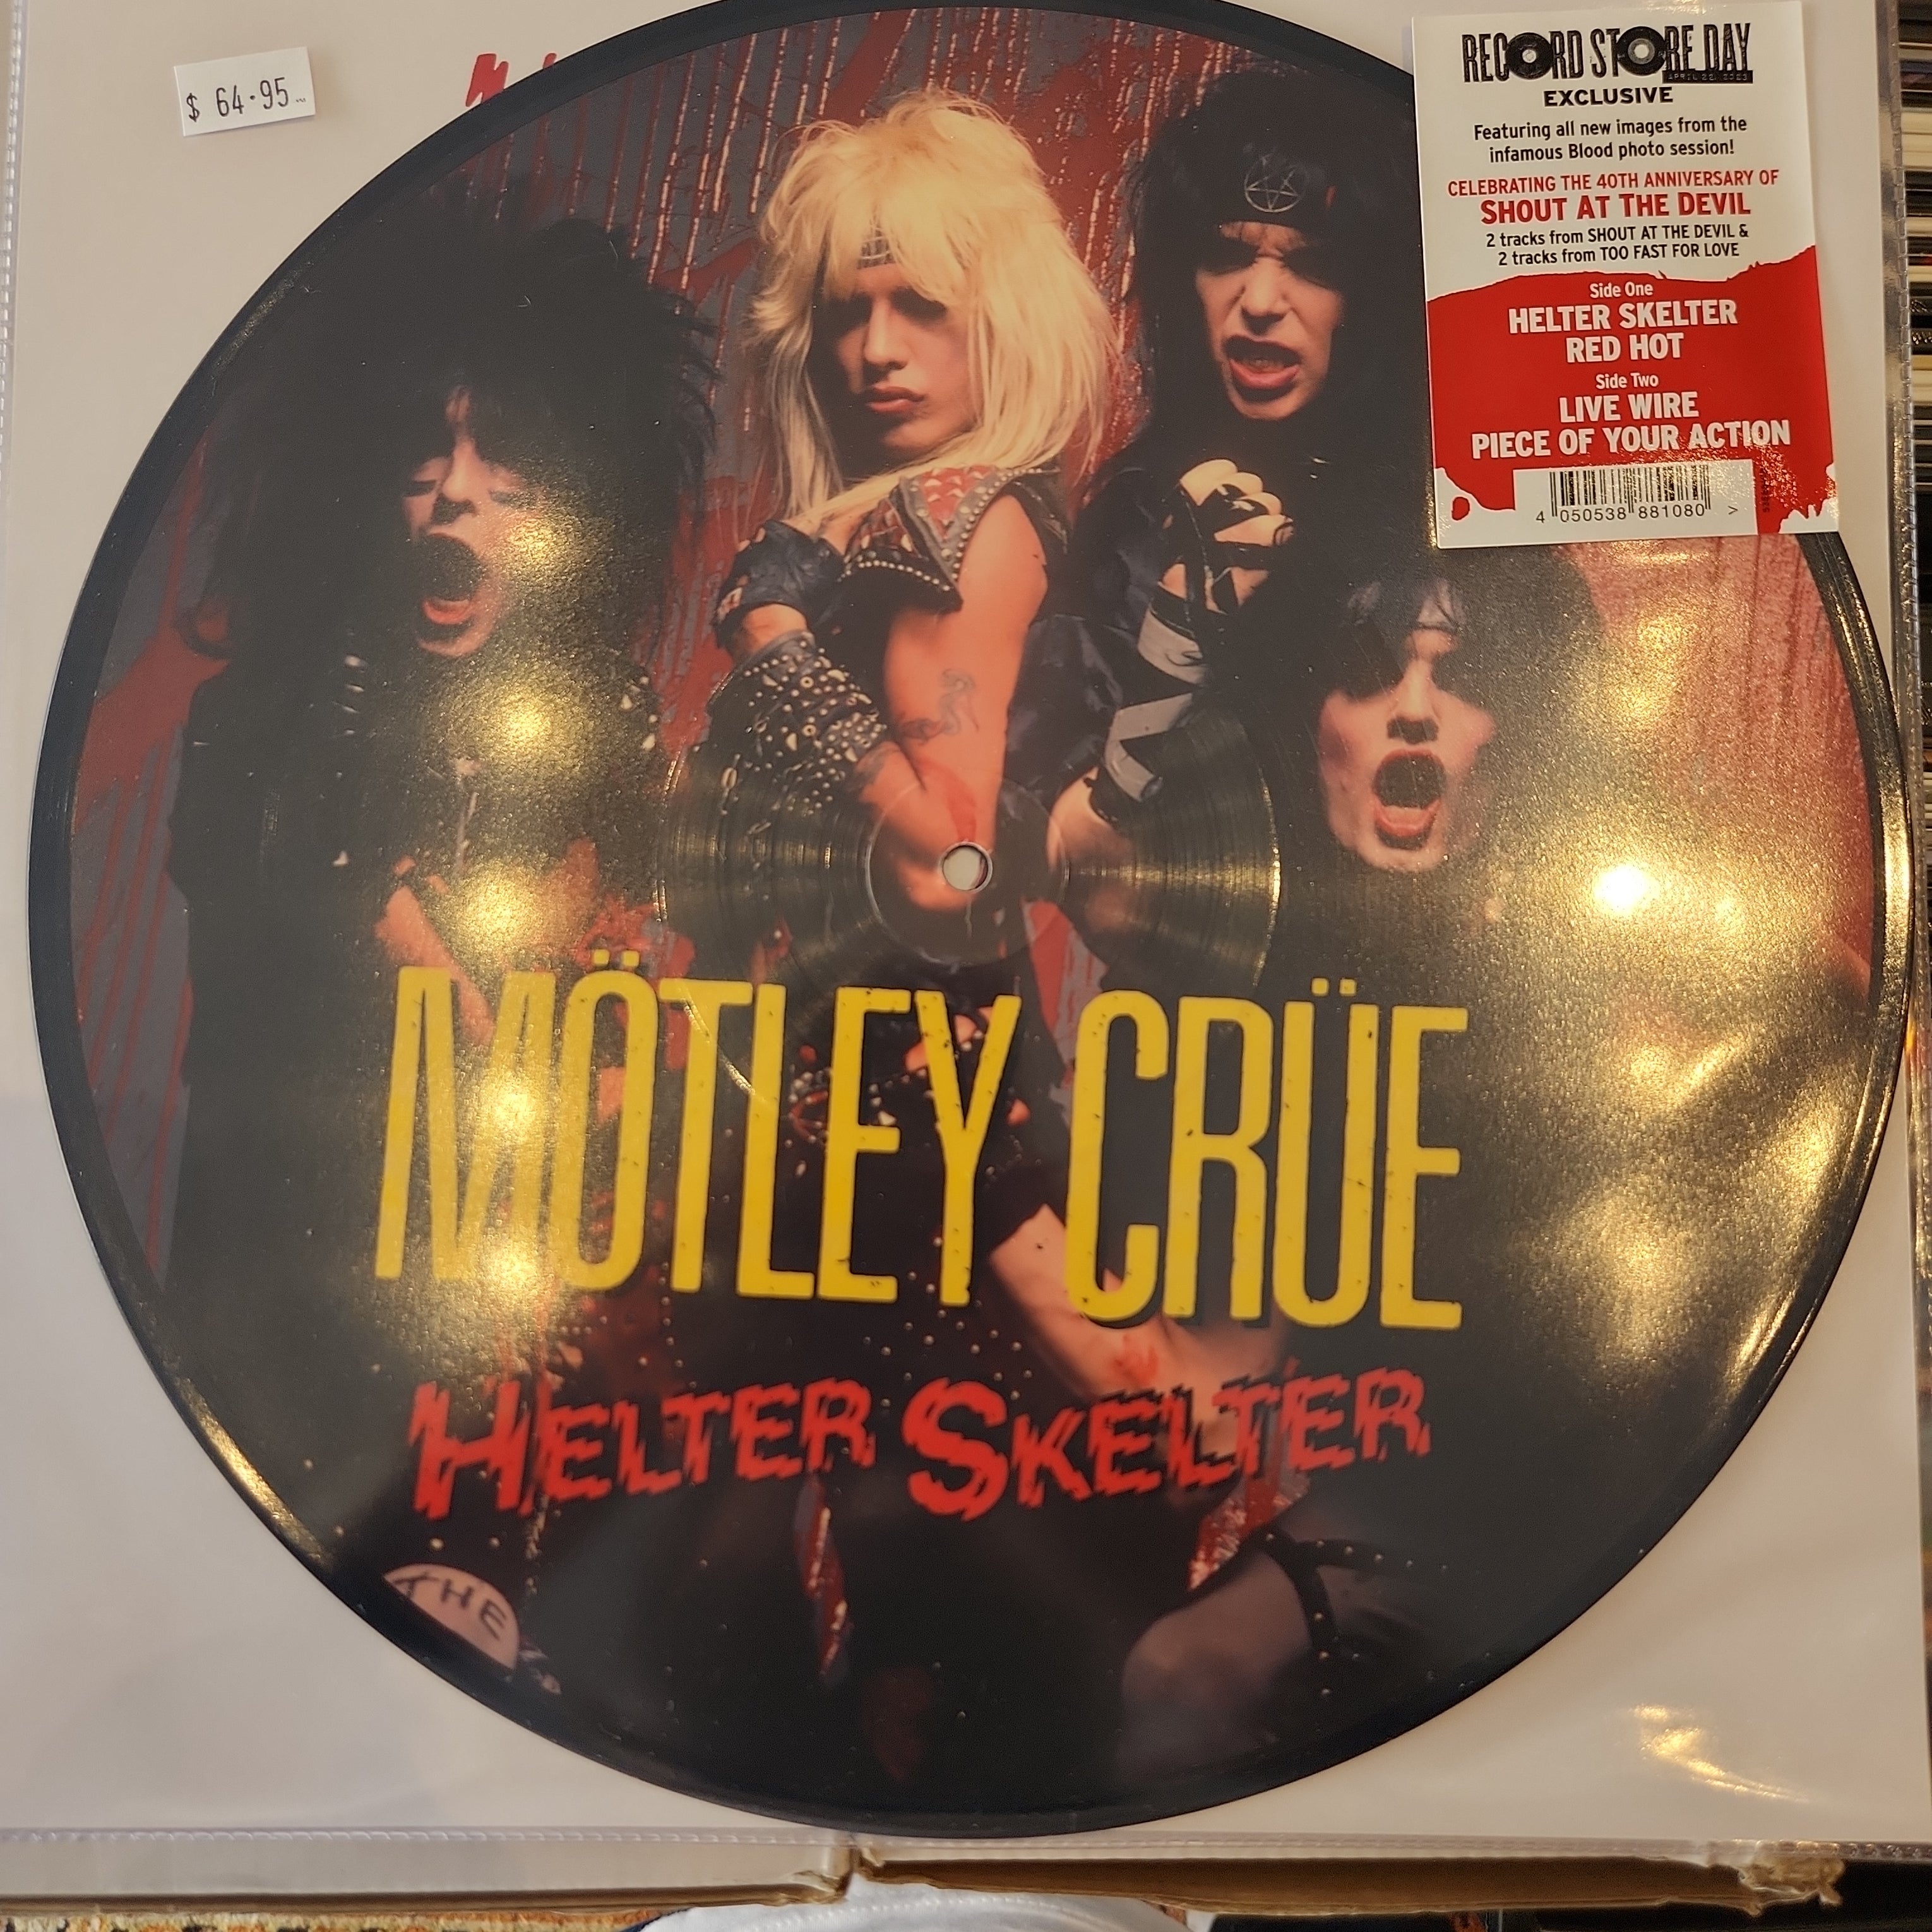 $ 64.95
RECORD STORE DAY
APRIL 22, 2023
EXCLUSIVE
Featuring all new images from the
infamous Blood photo session!
CELEBRATING THE 40TH ANNIVERSARY OF
SHOUT AT THE DEVIL
2 tracks from SHOUT AT THE DEVIL &
2 tracks from TOO FAST FOR LOVE
Side One
HELTER SKELTER
RED HOT
Side Two
LIVE WIRE
PIECE OF YOUR ACTION
4 050538 881080 >
MÖTLEY CRÜE
HELTER SKELTER
THE